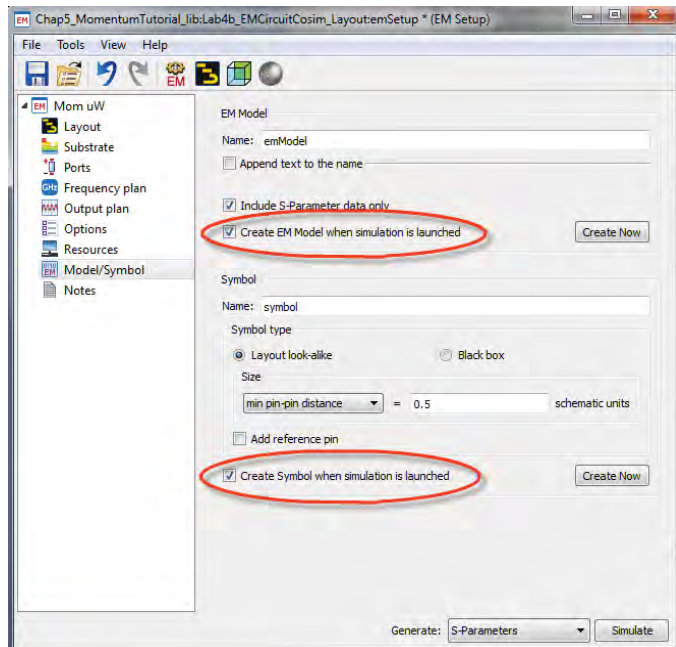 EM Chap5_MomentumTutorial_lib:Lab4b_EMCircuitCosim_Layout:emSetup * (EM Setup)
File Tools View Help
EM
EM Mom uW
Layout
Substrate
Ports
GHz Frequency plan
Output plan
Options
Resources
EM Model/Symbol
Notes
EM Model
Name: emModel
Append text to the name
Include S-Parameter data only
Create EM Model when simulation is launched Create Now
Symbol
Name: symbol
Symbol type
Layout look-alike Black box
Size
min pin-pin distance = 0.5 schematic units
Add reference pin
Create Symbol when simulation is launched Create Now
Generate: S-Parameters Simulate